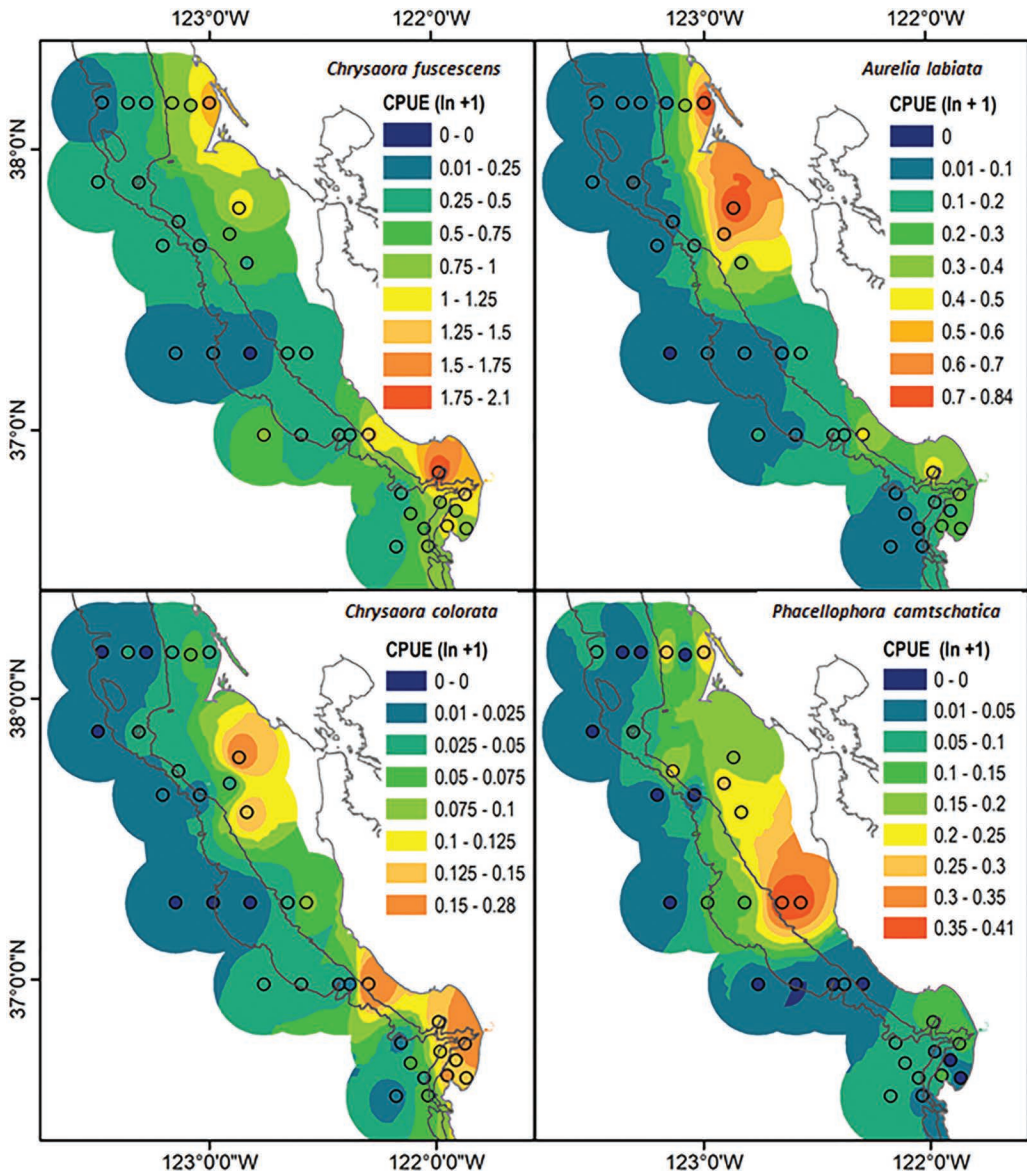 123°0'W 122°0'W 123°0'W 122°0'W
Chrysaora fuscescens
CPUE (ln +1)
0 - 0
0.01 - 0.25
0.25 - 0.5
0.5 - 0.75
0.75 - 1
1 - 1.25
1.25 - 1.5
1.5 - 1.75
1.75 - 2.1
38°0'N
37°0'N
Aurelia labiata
CPUE (ln + 1)
0
0.01 - 0.1
0.1 - 0.2
0.2 - 0.3
0.3 - 0.4
0.4 - 0.5
0.5 - 0.6
0.6 - 0.7
0.7 - 0.84
Chrysaora colorata
CPUE (ln +1)
0 - 0
0.01 - 0.025
0.025 - 0.05
0.05 - 0.075
0.075 - 0.1
0.1 - 0.125
0.125 - 0.15
0.15 - 0.28
38°0'0"N
37°0'0"N
Phacellophora camtschatica
CPUE (ln +1)
0 - 0
0.01 - 0.05
0.05 - 0.1
0.1 - 0.15
0.15 - 0.2
0.2 - 0.25
0.25 - 0.3
0.3 - 0.35
0.35 - 0.41
123°0'0"W 122°0'0"W 123°0'0"W 122°0'0"W